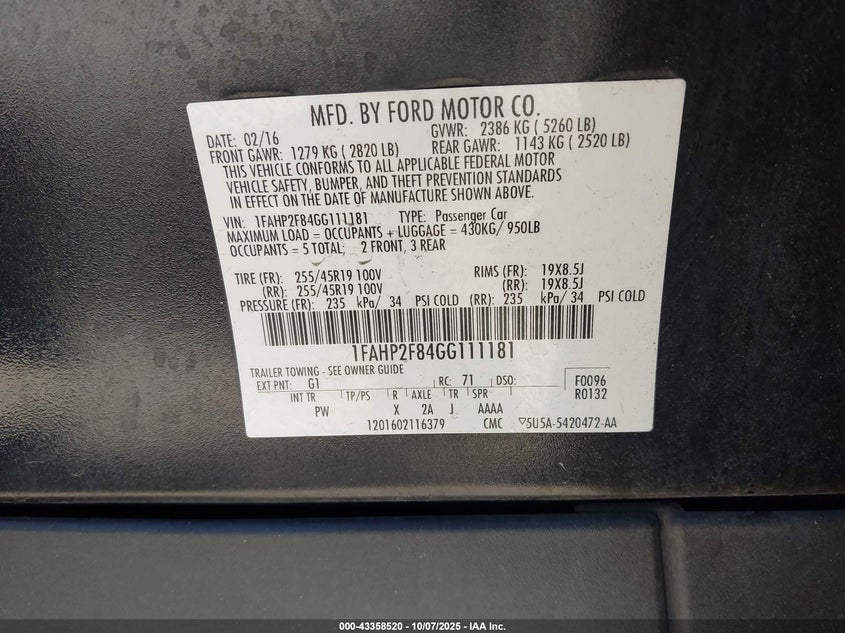 MFD. BY FORD MOTOR CO.
DATE: 02/16 GVWR: 2386 KG ( 5260 LB)
FRONT GAWR: 1279 KG ( 2820 LB) REAR GAWR: 1143 KG ( 2520 LB)
THIS VEHICLE CONFORMS TO ALL APPLICABLE FEDERAL MOTOR
VEHICLE SAFETY, BUMPER, AND THEFT PREVENTION STANDARDS
IN EFFECT ON THE DATE OF MANUFACTURE SHOWN ABOVE.
VIN: 1FAHP2F84GG111181 TYPE: Passenger Car
MAXIMUM LOAD = OCCUPANTS + LUGGAGE = 430KG/ 950LB
OCCUPANTS = 5 TOTAL; 2 FRONT, 3 REAR
TIRE (FR): 255/45R19 100V RIMS (FR): 19X8.5J
(RR): 255/45R19 100V (RR): 19X8.5J
PRESSURE (FR): 235 kPa/ 34 PSI COLD (RR): 235 kPa/ 34 PSI COLD
1FAHP2F84GG111181
TRAILER TOWING - SEE OWNER GUIDE
EXT PNT: G1 RC: 71 DSO: F0096
INT TR TP/PS R AXLE TR SPR R0132
PW X 2A J AAAA
1201602116379 CMC ▽5U5A-5420472-AA
000-43358520 | 10/07/2025 - IAA Inc.